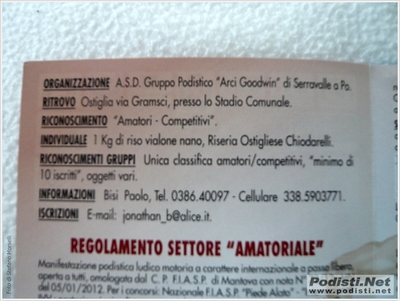 ORGANIZZAZIONE A.S.D. Gruppo Podistico "Arci Goodwin" di Serravalle a Po.
RITROVO Ostiglia via Gramsci, presso lo Stadio Comunale.
RICONOSCIMENTO "Amatori - Competitivi".
INDIVIDUALE 1 Kg di riso vialone nano, Riseria Ostigliese Chiodarelli.
RICONOSCIMENTI GRUPPI Unica classifica amatori/competitivi, "minimo di
10 iscritti", oggetti vari.
INFORMAZIONI Bisi Paolo, Tel. 0386.40097 - Cellulare 338.5903771.
ISCRIZIONI E-mail: jonathan_b@alice.it
REGOLAMENTO SETTORE "AMATORIALE"
Manifestazione podistica ludico motoria a carattere internazionale a passo libero,
aperta a tutti, omologata dal C.P. F.I.A.S.P. di Mantova con nota N°
del 05/01/2012. Per i concorsi: Nazionale F.I.A.S.P. "Piede Alato" -
Podisti.Net
www.podisti.net